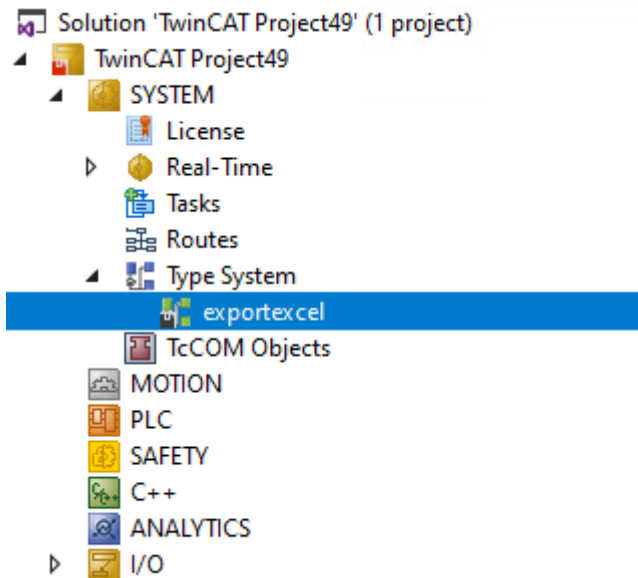 Solution 'TwinCAT Project49' (1 project)
TwinCAT Project49
SYSTEM
License
Real-Time
Tasks
Routes
Type System
exportexcel
TcCOM Objects
MOTION
PLC
SAFETY
C++
ANALYTICS
I/O